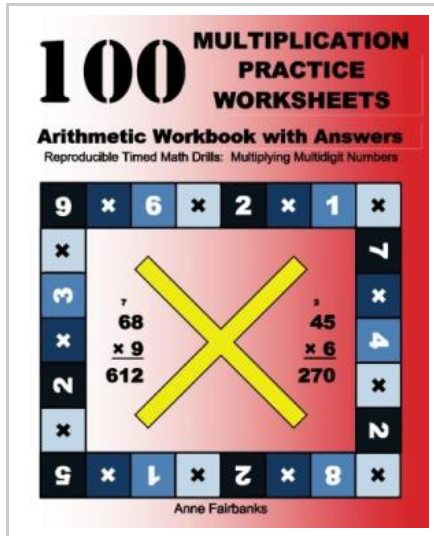 100
MULTIPLICATION
PRACTICE
WORKSHEETS
Arithmetic Workbook with Answers
Reproducible Timed Math Drills: Multiplying Multidigit Numbers
9 × 6 × 2 × 1 ×
× 7
3 ×
× 4
2 ×
× 2
7
68
× 9
612
3
45
× 6
270
5 × 1 × 2 × 8 ×
Anne Fairbanks